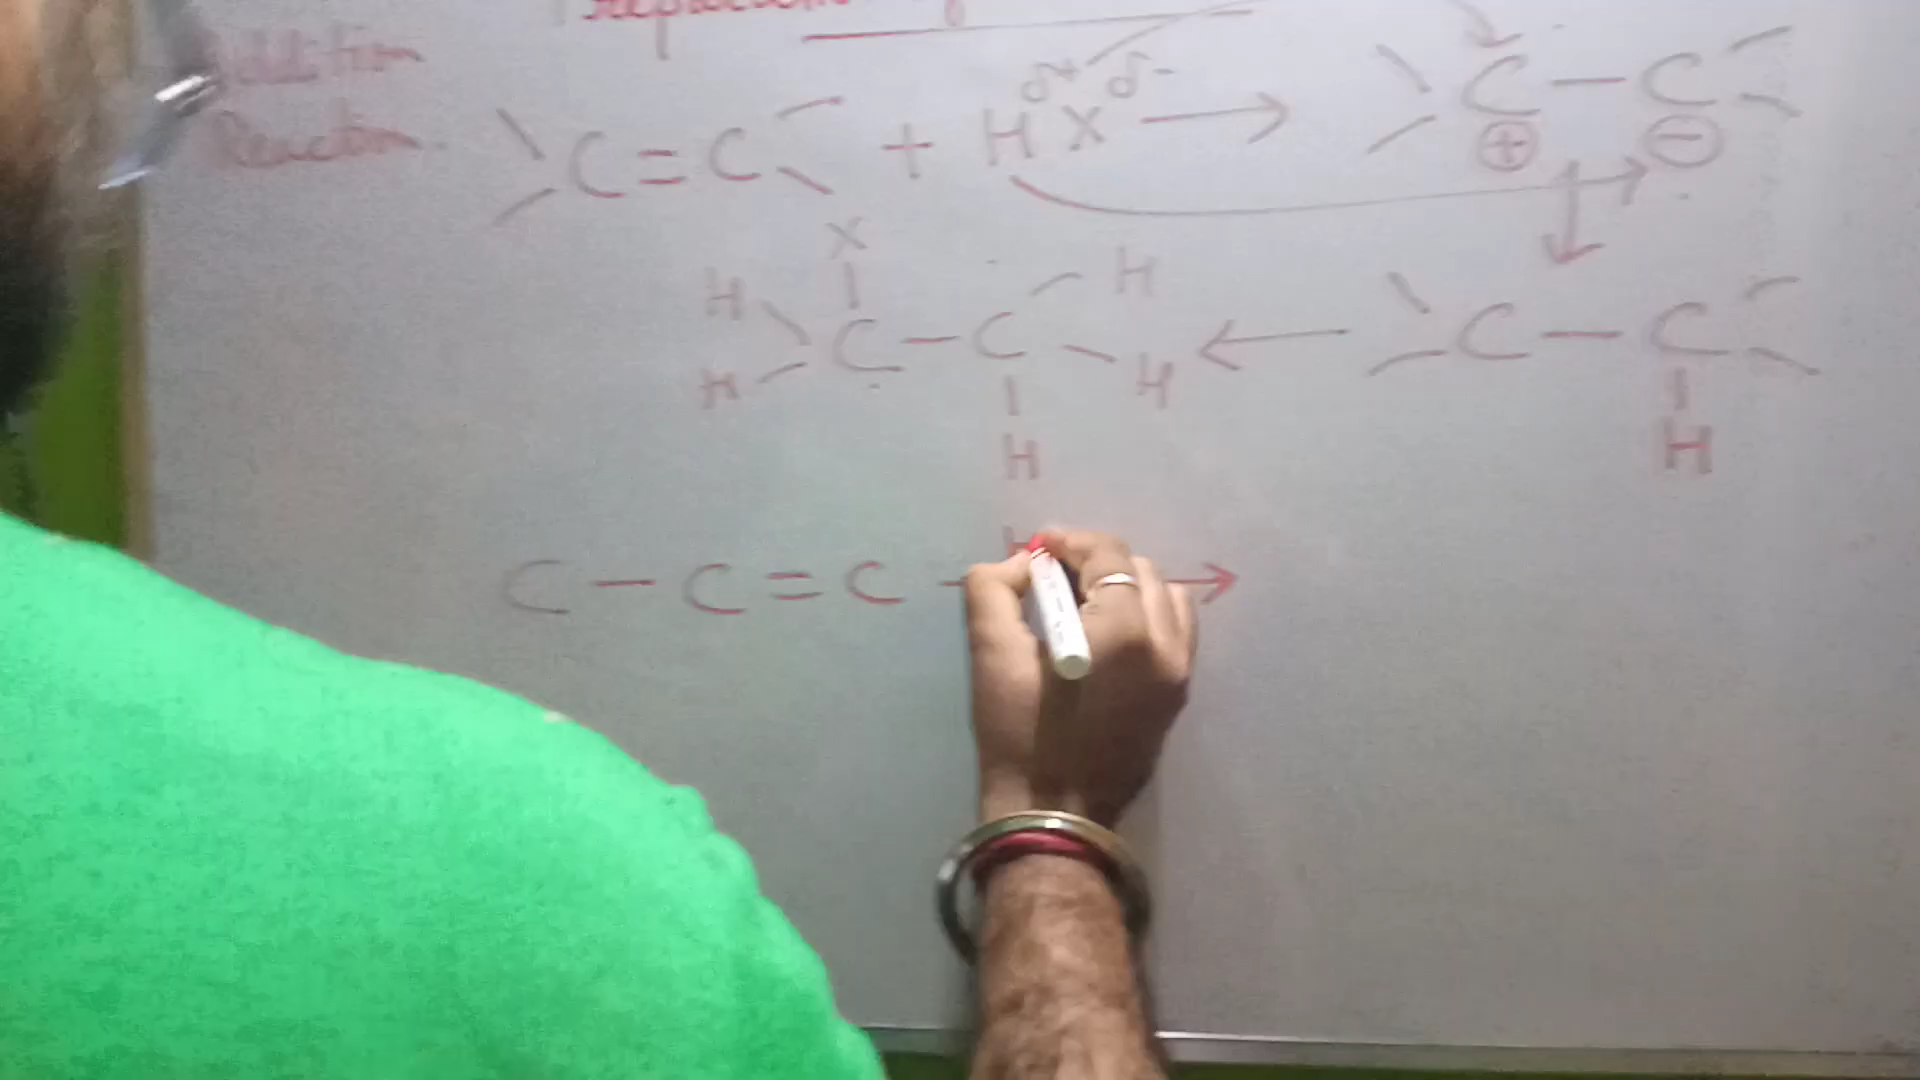 Addition
Reaction.
C = C + H X → C — C
δ+ δ-
⊕ ⊖
X
H H
C — C ← C — C
H H
H H
C — C = C — H →